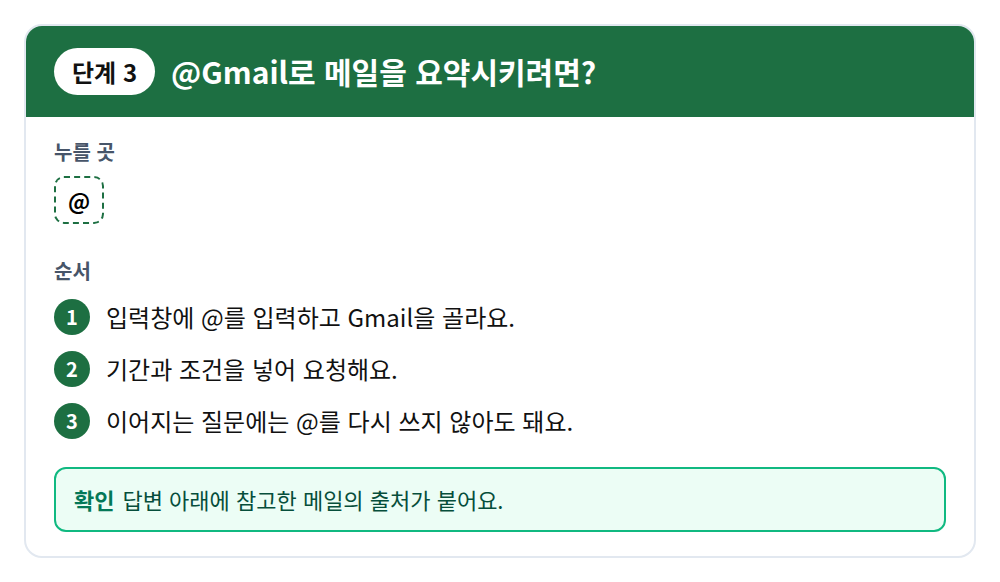 단계 3 @Gmail로 메일을 요약시키려면?
누를 곳
@
순서
1 입력창에 @를 입력하고 Gmail을 골라요.
2 기간과 조건을 넣어 요청해요.
3 이어지는 질문에는 @를 다시 쓰지 않아도 돼요.
확인 답변 아래에 참고한 메일의 출처가 붙어요.